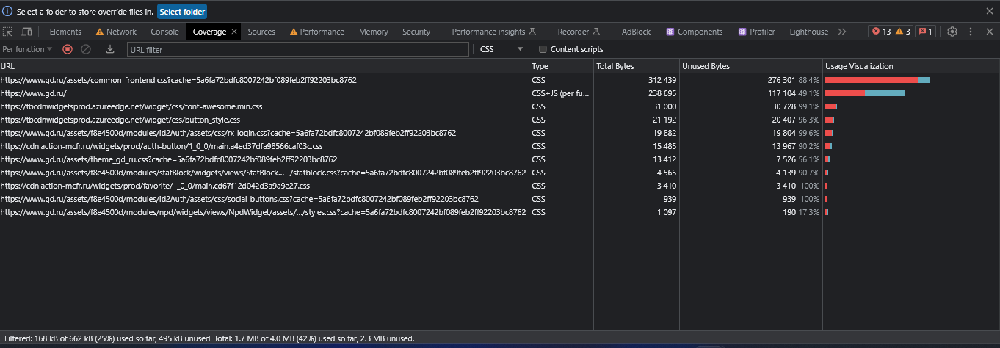 Select a folder to store override files in. Select folder
Elements Network Console Coverage Sources Performance Memory Security Performance insights Recorder AdBlock Components Profiler Lighthouse 13 3 1
Per function URL filter CSS Content scripts
URL Type Total Bytes Unused Bytes Usage Visualization
https://www.gd.ru/assets/common_frontend.css?cache=5a6fa72bdfc8007242bf089feb2ff92203bc8762 CSS 312 439 276 301 88.4%
https://www.gd.ru/ CSS+JS (per fu... 238 695 117 104 49.1%
https://tbcdnwidgetsprod.azureedge.net/widget/css/font-awesome.min.css CSS 31 000 30 728 99.1%
https://tbcdnwidgetsprod.azureedge.net/widget/css/button_style.css CSS 21 192 20 407 96.3%
https://www.gd.ru/assets/f8e4500d/modules/id2Auth/assets/css/rx-login.css?cache=5a6fa72bdfc8007242bf089feb2ff92203bc8762 CSS 19 882 19 804 99.6%
https://cdn.action-mcfr.ru/widgets/prod/auth-button/1_0_0/main.a4ed37dfa98566caf03c.css CSS 15 485 13 967 90.2%
https://www.gd.ru/assets/theme_gd_ru.css?cache=5a6fa72bdfc8007242bf089feb2ff92203bc8762 CSS 13 412 7 526 56.1%
https://www.gd.ru/assets/f8e4500d/modules/statBlock/widgets/views/StatBlock... /statblock.css?cache=5a6fa72bdfc8007242bf089feb2ff92203bc8762 CSS 4 565 4 139 90.7%
https://cdn.action-mcfr.ru/widgets/prod/favorite/1_0_0/main.cd67f12d042d3a9a9e27.css CSS 3 410 3 410 100%
https://www.gd.ru/assets/f8e4500d/modules/id2Auth/assets/css/social-buttons.css?cache=5a6fa72bdfc8007242bf089feb2ff92203bc8762 CSS 939 939 100%
https://www.gd.ru/assets/f8e4500d/modules/npd/widgets/views/NpdWidget/assets/.../styles.css?cache=5a6fa72bdfc8007242bf089feb2ff92203bc8762 CSS 1 097 190 17.3%
Filtered: 168 kB of 662 kB (25%) used so far, 495 kB unused. Total: 1.7 MB of 4.0 MB (42%) used so far, 2.3 MB unused.